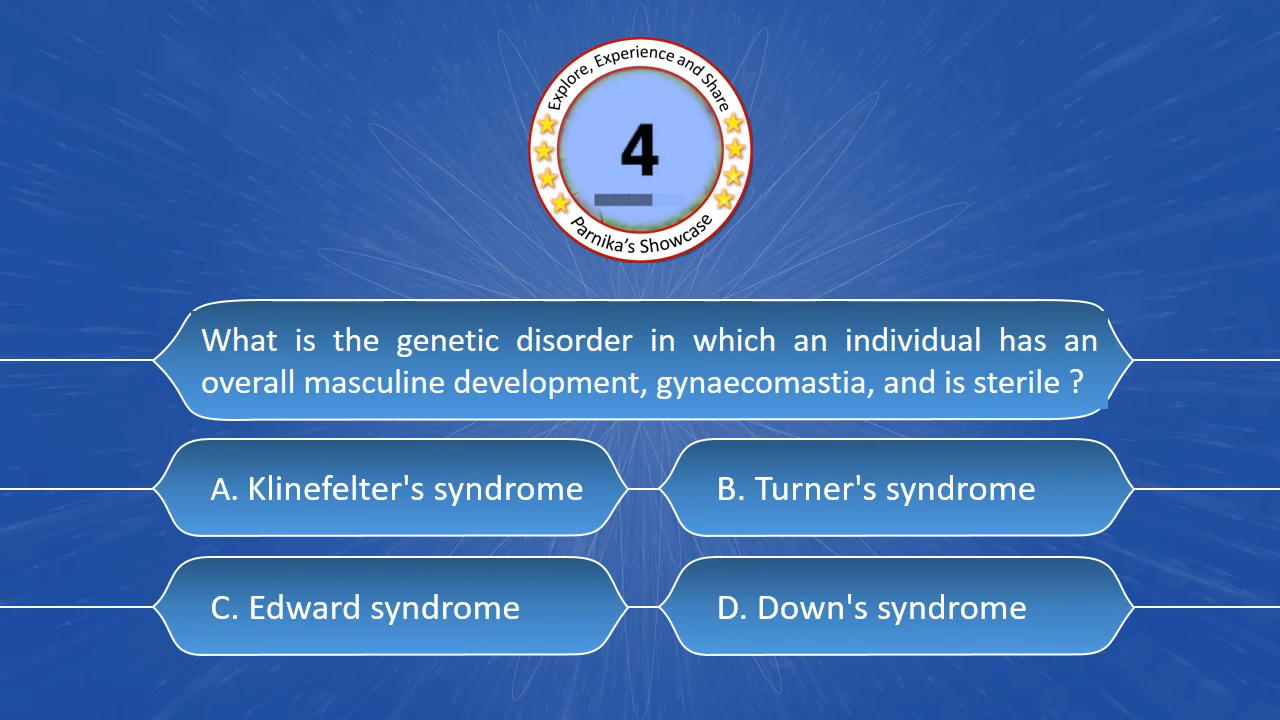 Explore, Experience and Share
4
Parnika’s Showcase
What is the genetic disorder in which an individual has an
overall masculine development, gynaecomastia, and is sterile ?
A. Klinefelter's syndrome
B. Turner's syndrome
C. Edward syndrome
D. Down's syndrome